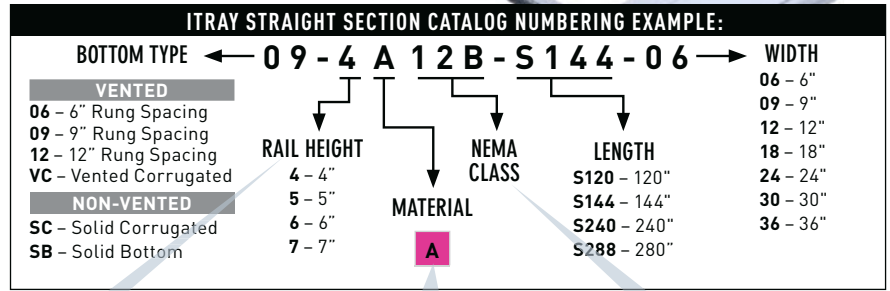 ITRAY STRAIGHT SECTION CATALOG NUMBERING EXAMPLE:
BOTTOM TYPE
09-4A12B-S144-06
WIDTH
VENTED
06 – 6” Rung Spacing
09 – 9” Rung Spacing
12 – 12” Rung Spacing
VC – Vented Corrugated
NON-VENTED
SC – Solid Corrugated
SB – Solid Bottom
RAIL HEIGHT
4 – 4”
5 – 5”
6 – 6”
7 – 7”
MATERIAL
A
NEMA
CLASS
LENGTH
S120 – 120"
S144 – 144"
S240 – 240"
S288 – 280”
06 – 6"
09 – 9"
12 – 12"
18 – 18"
24 – 24"
30 – 30"
36 – 36"